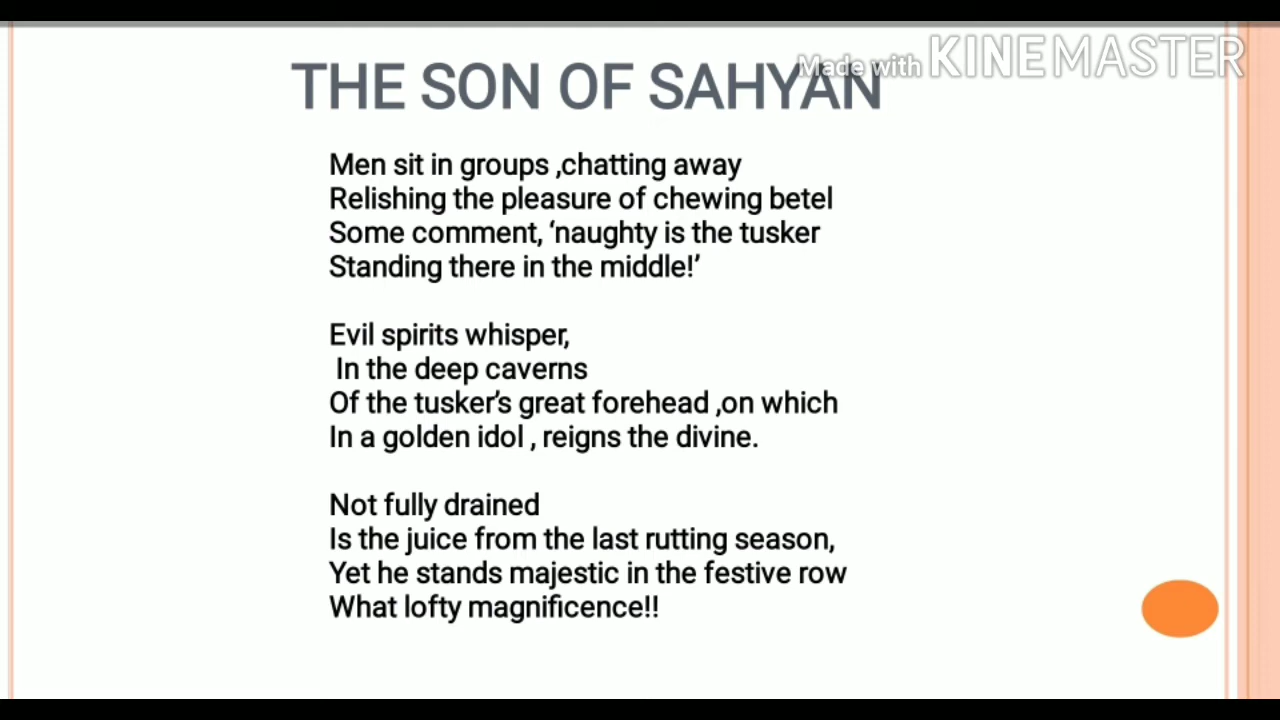 Made with KINEMASTER
THE SON OF SAHYAN
Men sit in groups ,chatting away
Relishing the pleasure of chewing betel
Some comment, ‘naughty is the tusker
Standing there in the middle!’
Evil spirits whisper,
In the deep caverns
Of the tusker’s great forehead ,on which
In a golden idol , reigns the divine.
Not fully drained
Is the juice from the last rutting season,
Yet he stands majestic in the festive row
What lofty magnificence!!